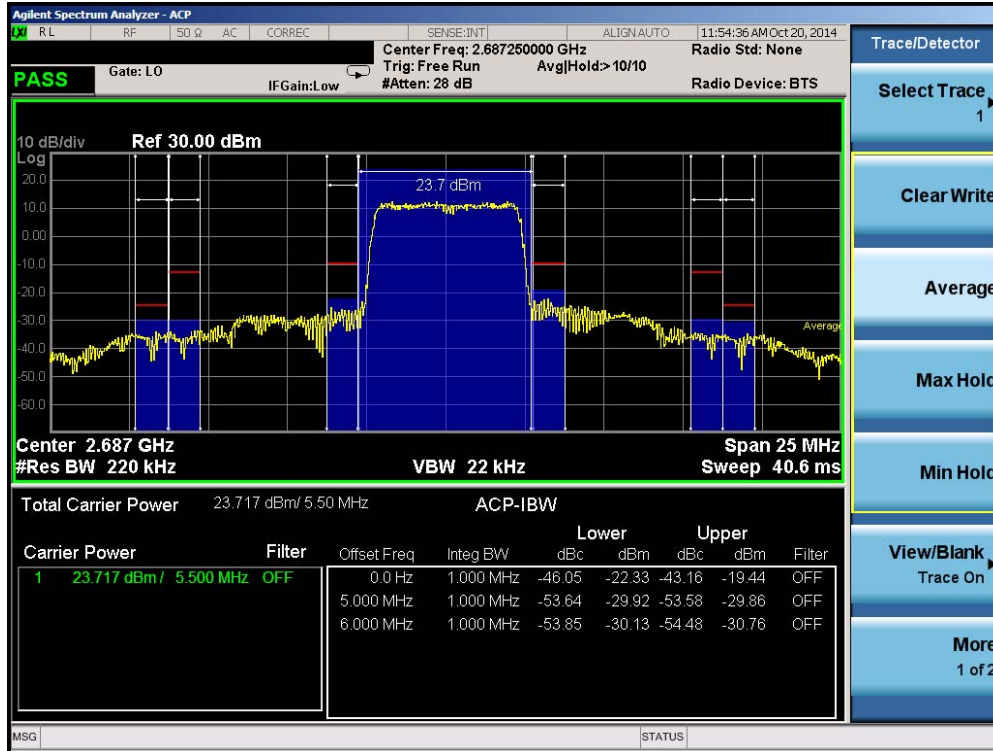 Agilent Spectrum Analyzer - ACP
LXI RL RF 50 Ω AC CORREC SENSE:INT ALIGNAUTO 11:54:36 AM Oct 20, 2014
Center Freq: 2.687250000 GHz Radio Std: None
Gate: LO Trig: Free Run Avg|Hold:>10/10
PASS IFGain:Low #Atten: 28 dB Radio Device: BTS
10 dB/div Ref 30.00 dBm
Log
20.0
23.7 dBm
10.0
0.00
-10.0
-20.0
-30.0
Average
-40.0
-50.0
-60.0
Center 2.687 GHz Span 25 MHz
#Res BW 220 kHz VBW 22 kHz Sweep 40.6 ms
Total Carrier Power 23.717 dBm/ 5.50 MHz ACP-IBW
Lower Upper
Carrier Power Filter Offset Freq Integ BW dBc dBm dBc dBm Filter
1 23.717 dBm / 5.500 MHz OFF 0.0 Hz 1.000 MHz -46.05 -22.33 -43.16 -19.44 OFF
5.000 MHz 1.000 MHz -53.64 -29.92 -53.58 -29.86 OFF
6.000 MHz 1.000 MHz -53.85 -30.13 -54.48 -30.76 OFF
MSG STATUS
Trace/Detector
Select Trace
1
Clear Write
Average
Max Hold
Min Hold
View/Blank
Trace On
More
1 of 2